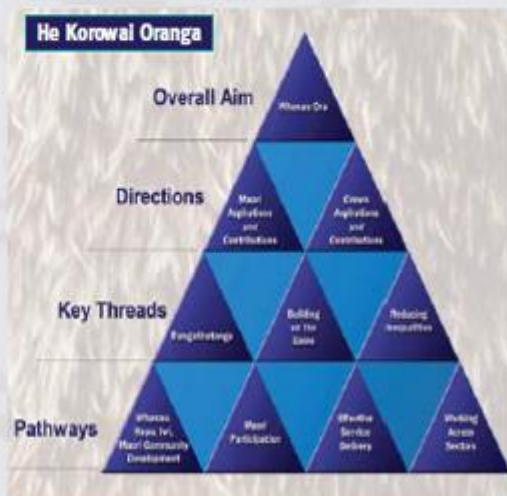 He Korowai Oranga
Overall Aim
Whanau Ora
Directions
Maori
Aspirations
and
Contributions
Crown
Aspirations
and
Contributions
Key Threads
Rangatiratanga
Building
on the
Gains
Reducing
Inequalities
Pathways
Whanau
Hapu, Iwi,
Maori Community
Development
Maori
Participation
Effective
Service
Delivery
Working
Across
Sectors